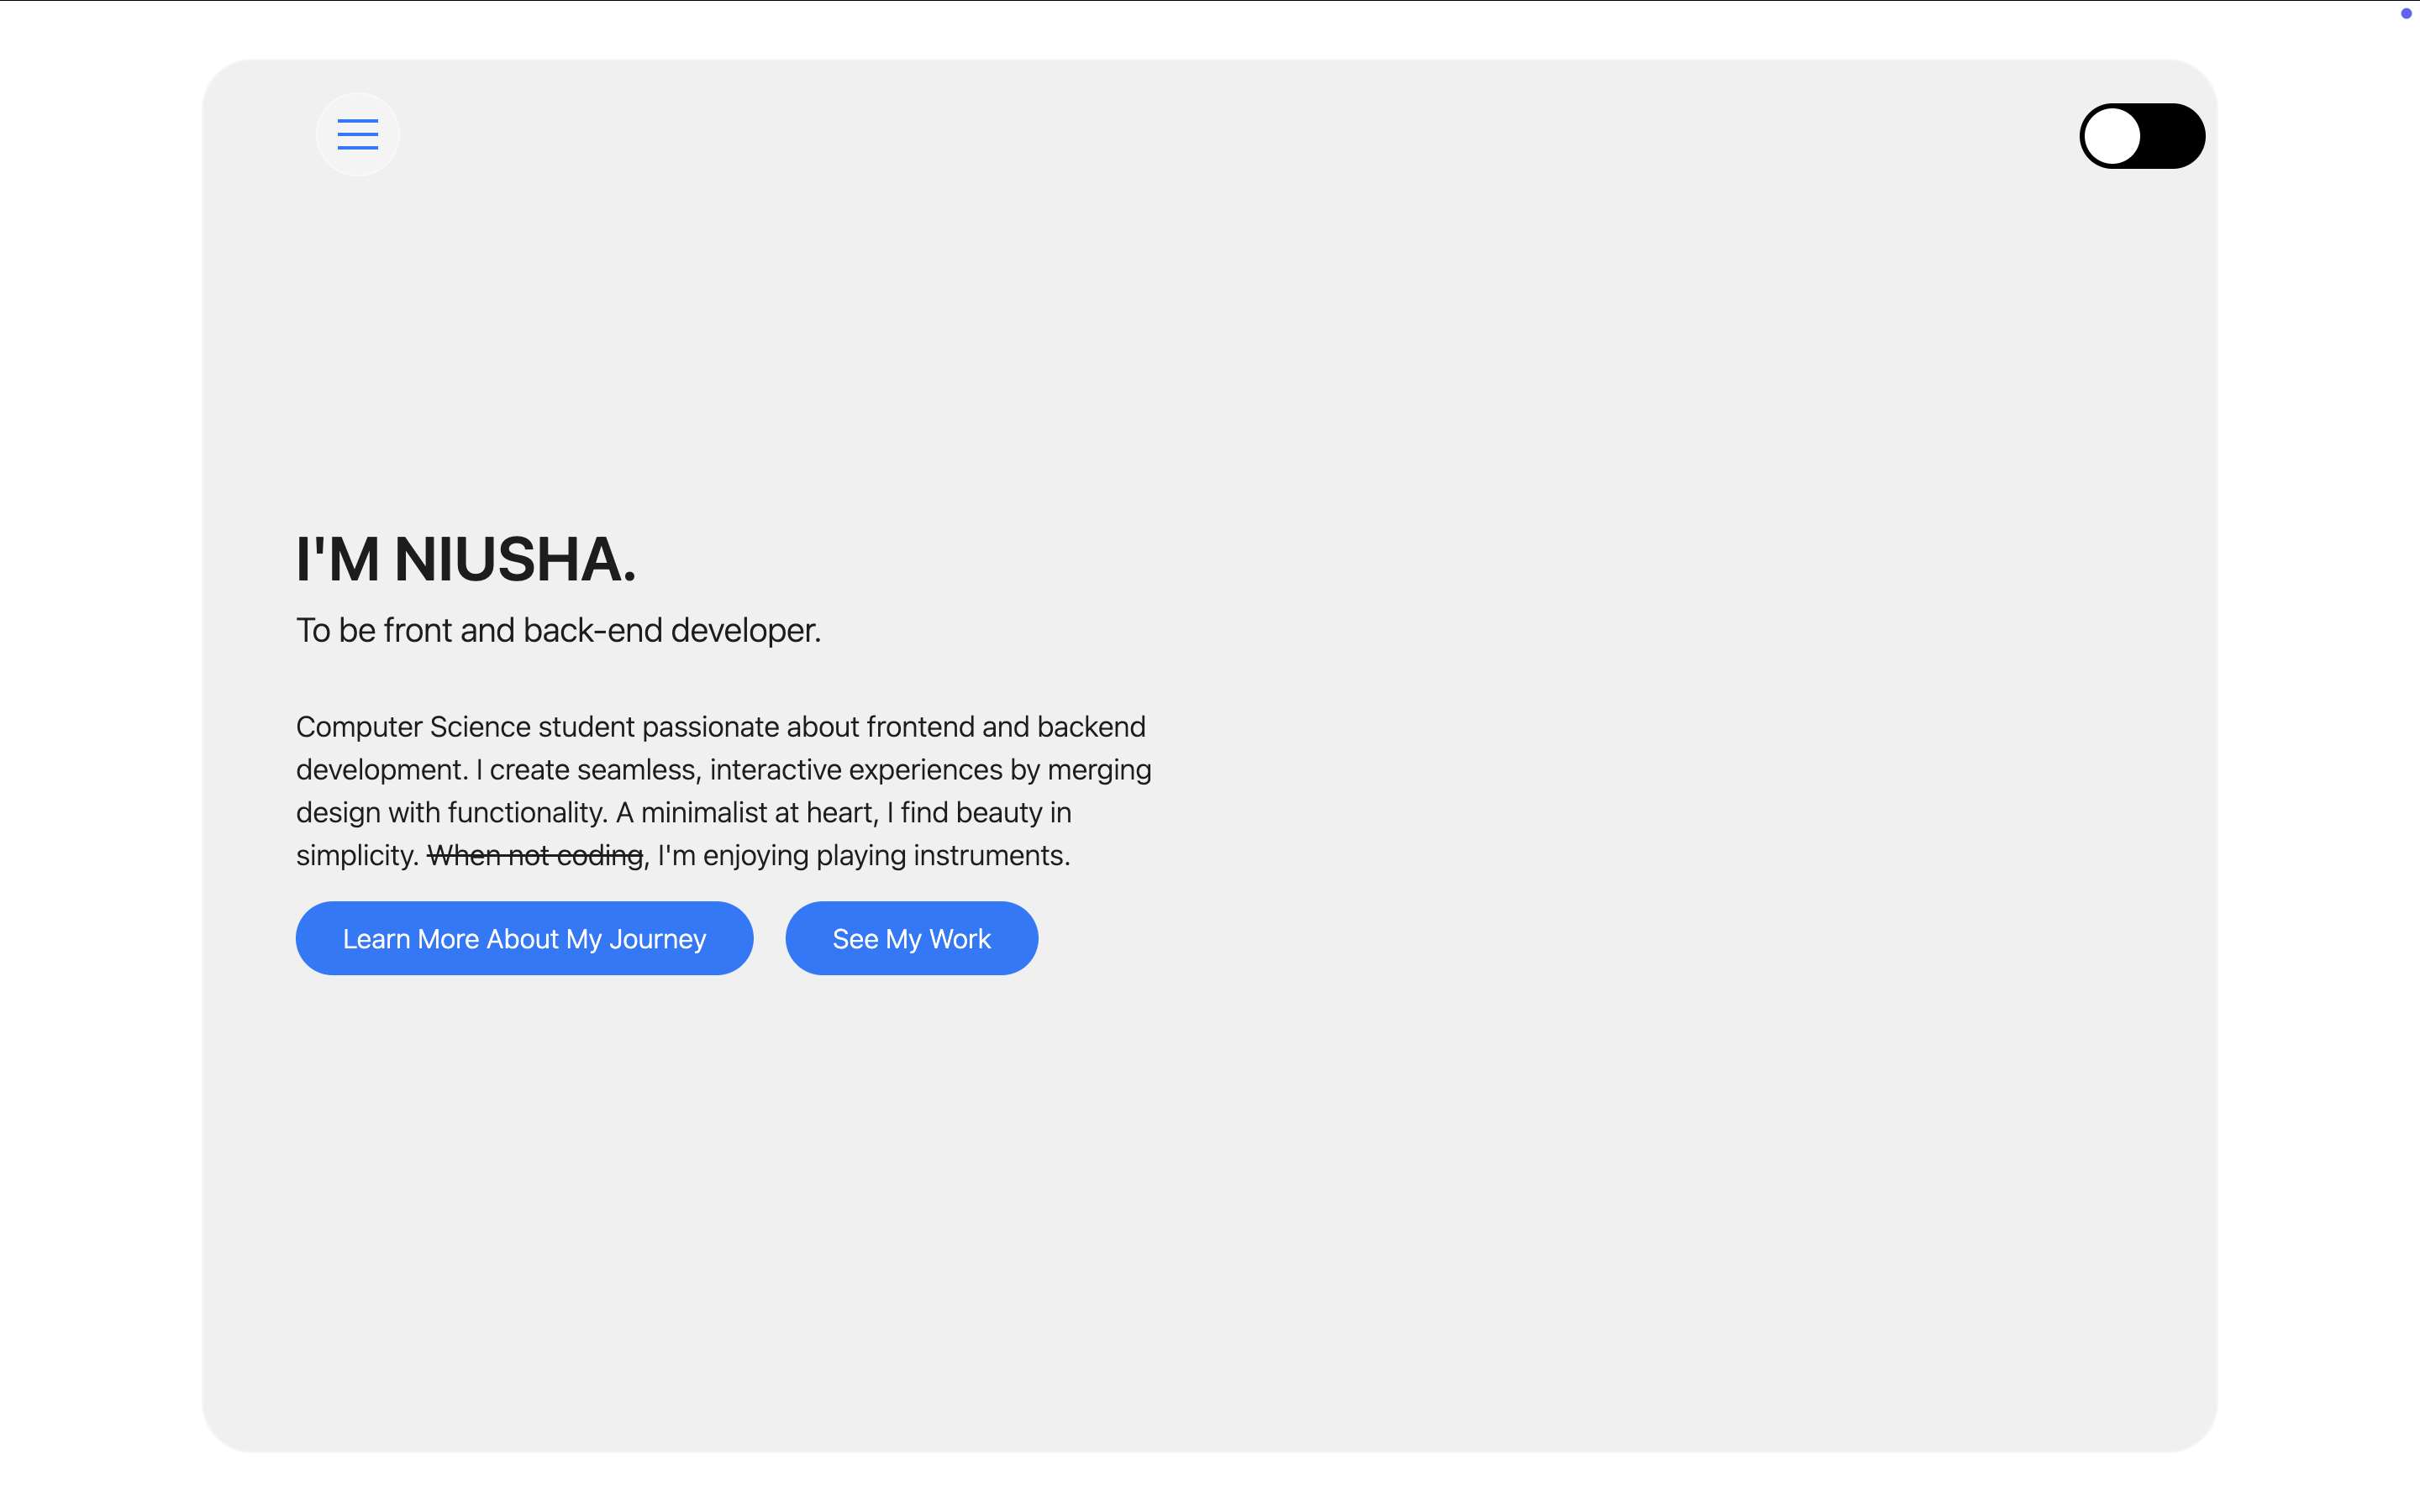 I'M NIUSHA.
To be front and back-end developer.
Computer Science student passionate about frontend and backend
development. I create seamless, interactive experiences by merging
design with functionality. A minimalist at heart, I find beauty in
simplicity. When not coding, I'm enjoying playing instruments.
Learn More About My Journey
See My Work